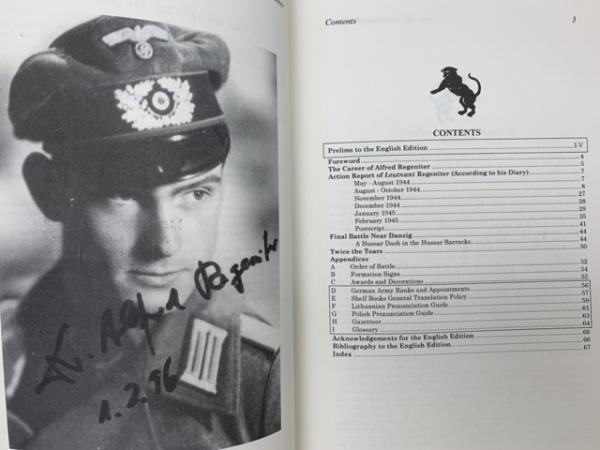 Alfred Regeniter
1.2.96
Contents 3
CONTENTS
Prelims to the English Edition I-V
Foreword 4
The Career of Alfred Regeniter 5
Action Report of Leutnant Regeniter (According to his Diary) 7
May - August 1944 7
August - October 1944 8
November 1944 27
December 1944 28
January 1945 29
February 1945 35
Postscript 41
Final Battle Near Danzig 44
A Hussar Dash in the Hussar Barracks 44
Twice the Tears 50
Appendices
A Order of Battle 52
B Formation Signs 54
C Awards and Decorations 55
D German Army Ranks and Appointments 56
E Shelf Books General Translation Policy 57
F Lithuanian Pronunciation Guide 59
G Polish Pronunciation Guide 61
H Gazetteer 63
I Glossary 64
Acknowledgements for the English Edition 66
Bibliography to the English Edition 66
Index 67